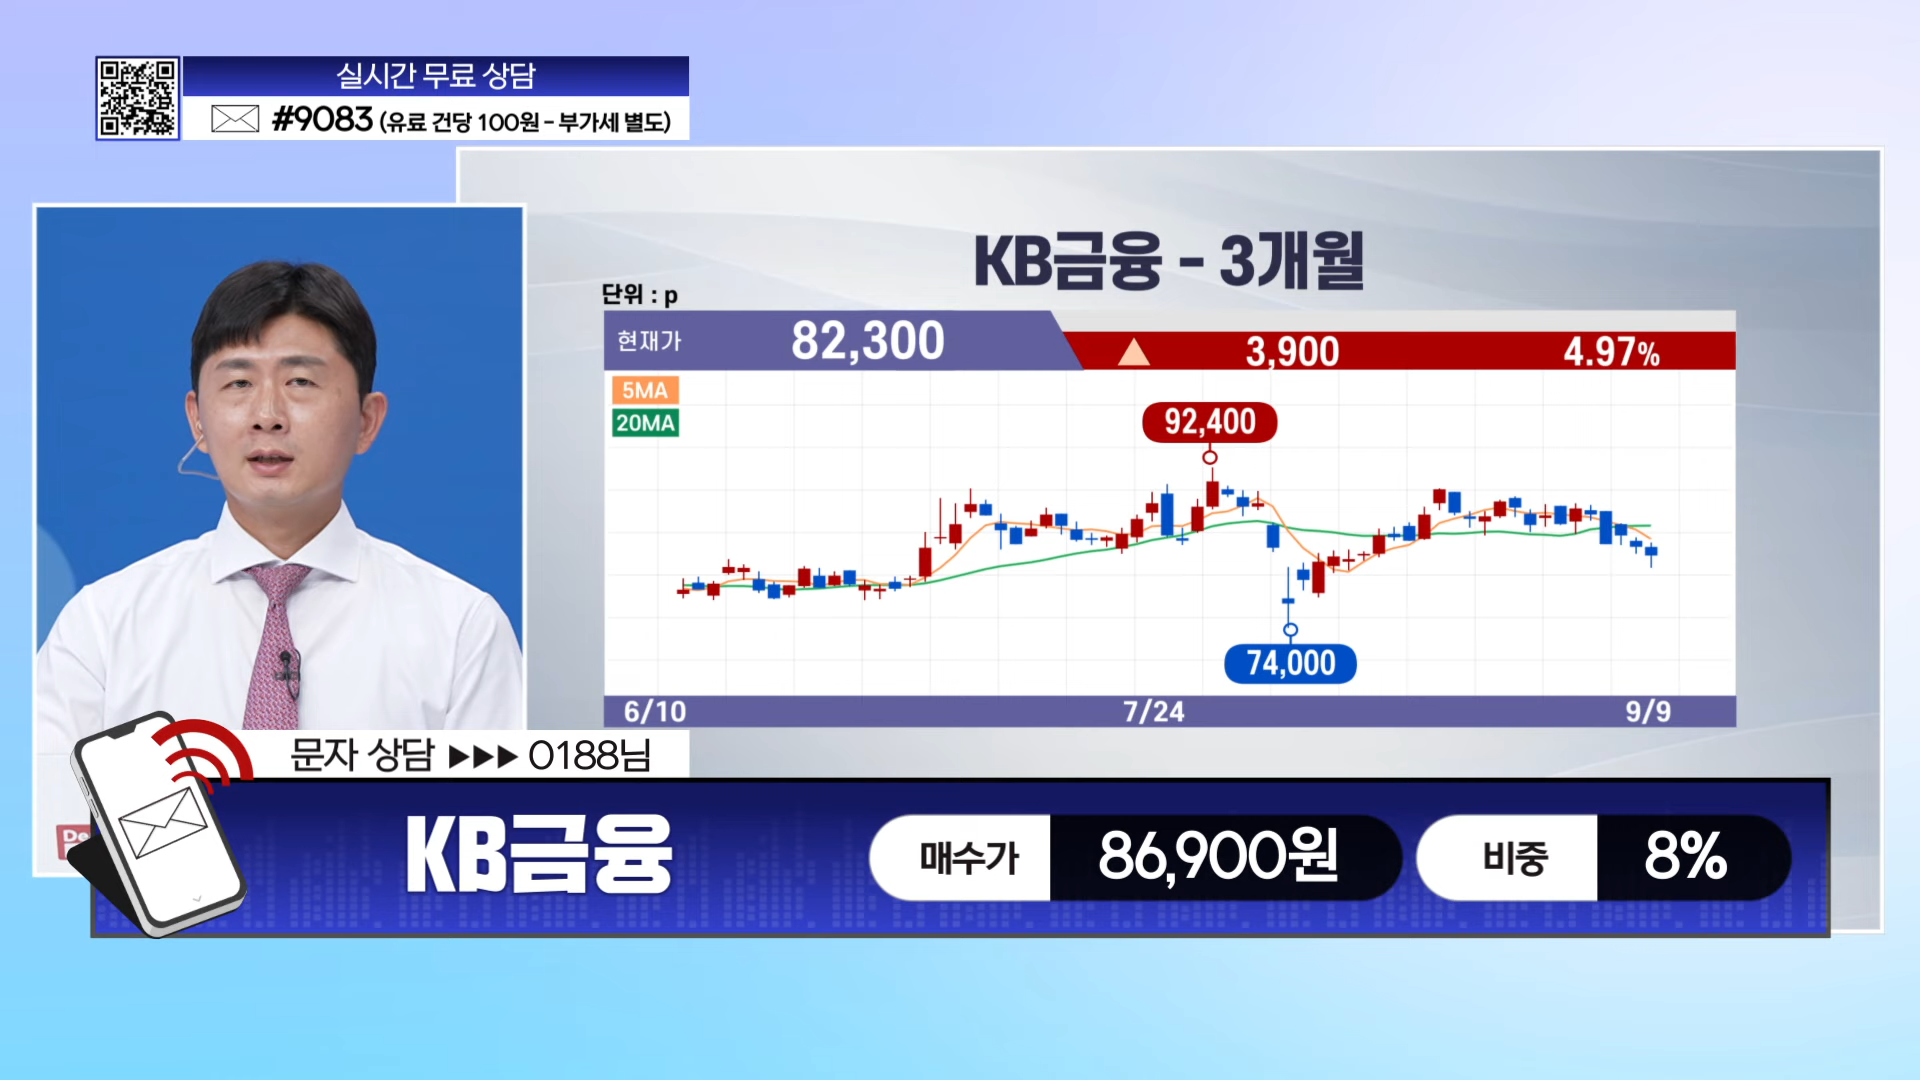 실시간 무료 상담
#9083 (유료 건당 100원 - 부가세 별도)
KB금융 - 3개월
단위 : p
현재가 82,300 ▲ 3,900 4.97%
5MA
20MA
92,400
74,000
6/10 7/24 9/9
문자 상담 ▶▶▶ 0188님
KB금융 매수가 86,900원 비중 8%